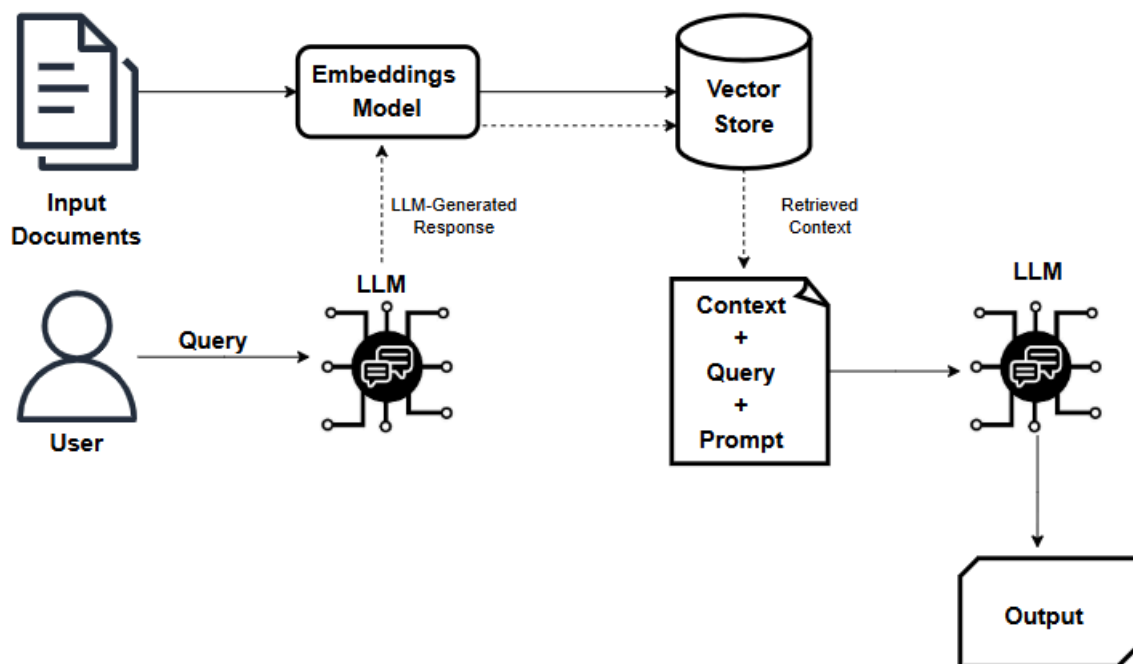 Embeddings
Model
Vector
Store
Input
Documents
LLM-Generated
Response
Retrieved
Context
LLM
LLM
Query
Context
+
Query
+
Prompt
User
Output